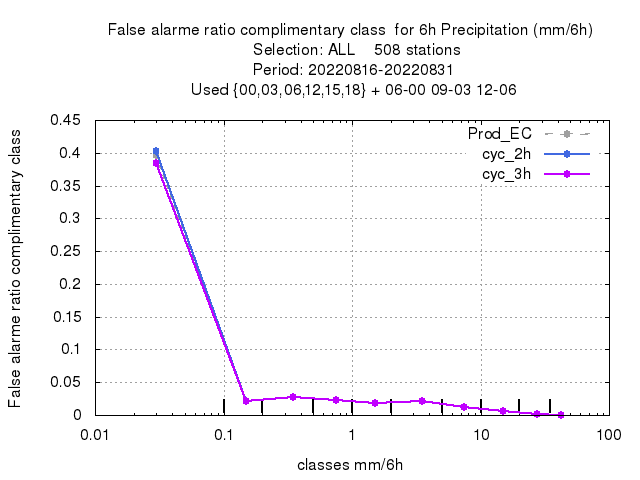 False alarme ratio complimentary class  for 6h Precipitation (mm/6h)
Selection: ALL    508 stations
Period: 20220816-20220831
Used {00,03,06,12,15,18} + 06-00 09-03 12-06
False alarme ratio complimentary class
0.45
0.4
0.35
0.3
0.25
0.2
0.15
0.1
0.05
0
Prod_EC
cyc_2h
cyc_3h
0.01 0.1 1 10 100
classes mm/6h